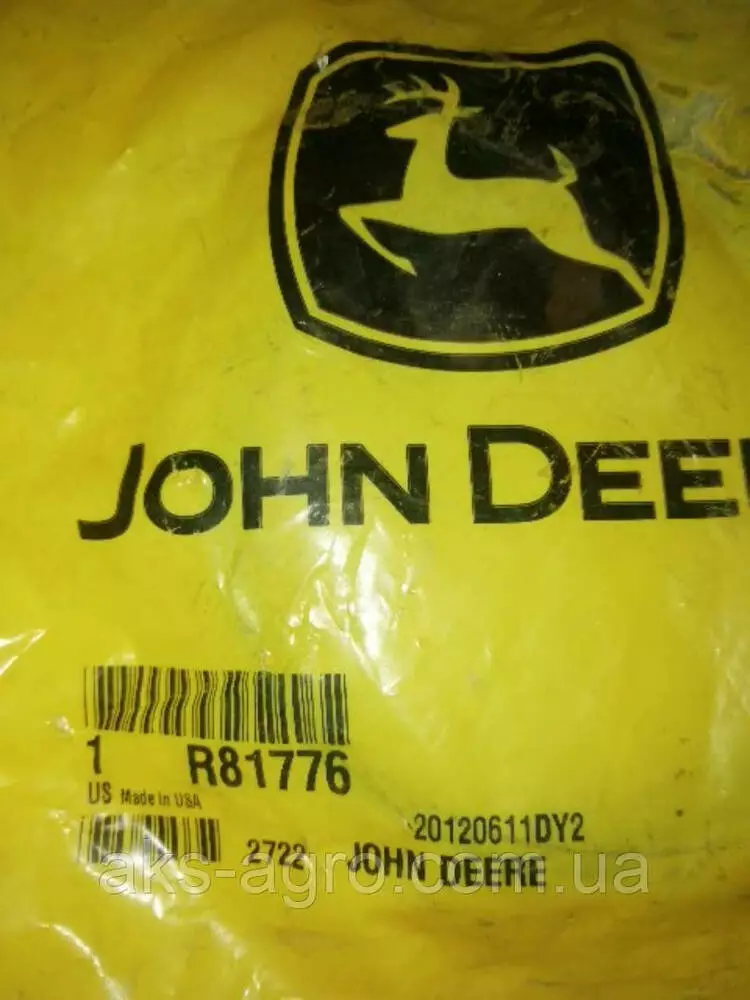 JOHN DEE
1 R81776
US Made in USA
20120611DY2
2722 JOHN DEERE
aks-agro.com.ua